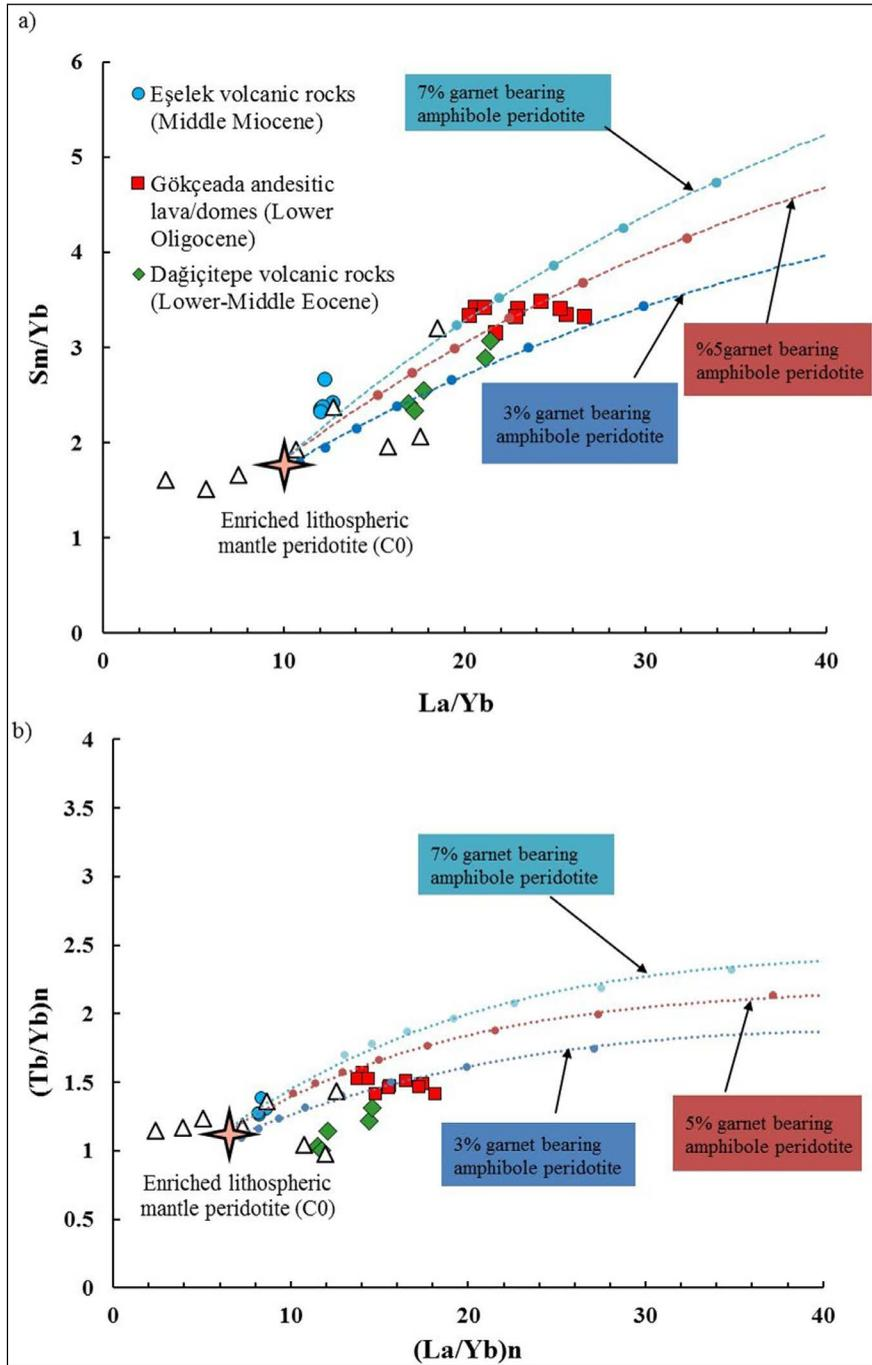 a)
6
5
4
3
2
1
0
Sm/Yb
Eşelek volcanic rocks
(Middle Miocene)
Gökçeada andesitic
lava/domes (Lower
Oligocene)
Dağiçitepe volcanic rocks
(Lower-Middle Eocene)
7% garnet bearing
amphibole peridotite
%5garnet bearing
amphibole peridotite
3% garnet bearing
amphibole peridotite
Enriched lithospheric
mantle peridotite (C0)
0 10 20 30 40
La/Yb
b)
4
3.5
3
2.5
2
1.5
1
0.5
0
(Tb/Yb)n
7% garnet bearing
amphibole peridotite
5% garnet bearing
amphibole peridotite
3% garnet bearing
amphibole peridotite
Enriched lithospheric
mantle peridotite (C0)
0 10 20 30 40
(La/Yb)n